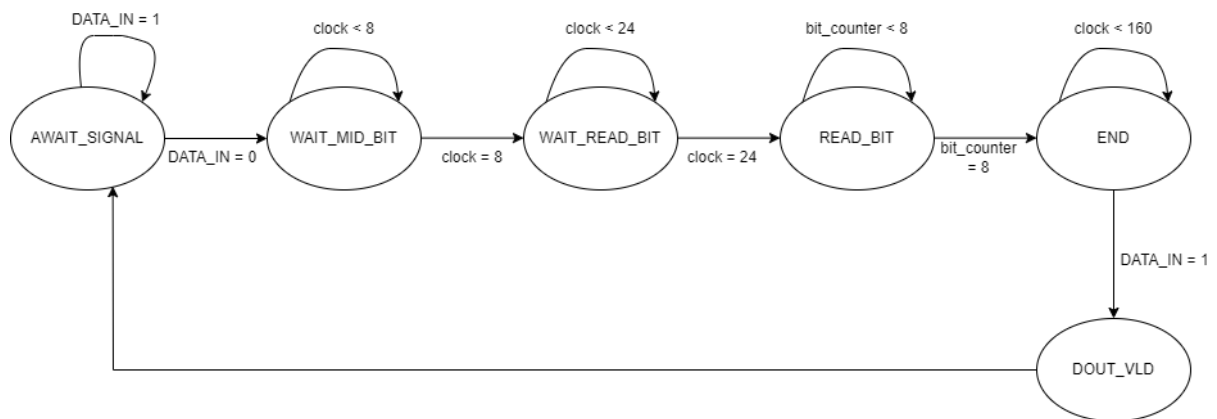 DATA_IN = 1
clock < 8
clock < 24
bit_counter < 8
clock < 160
AWAIT_SIGNAL
WAIT_MID_BIT
WAIT_READ_BIT
READ_BIT
END
DATA_IN = 0
clock = 8
clock = 24
bit_counter
= 8
DATA_IN = 1
DOUT_VLD